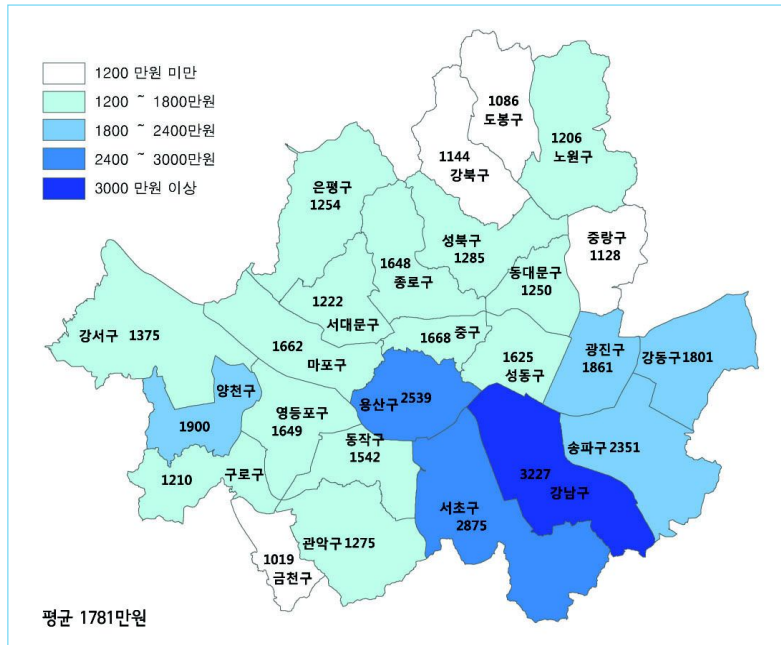 1200 만원 미만
1200 ~ 1800만원
1800 ~ 2400만원
2400 ~ 3000만원
3000 만원 이상
1086
도봉구
1206
노원구
1144
강북구
은평구
1254
성북구
1285
중랑구
1128
1648
종로구
동대문구
1250
1222
서대문구
강서구 1375
1668 중구
1662
마포구
1625
성동구
광진구
1861
강동구1801
양천구
1900
용산구2539
영등포구
1649
동작구
1542
송파구2351
3227
강남구
1210
구로구
서초구
2875
관악구1275
1019
금천구
평균 1781만원